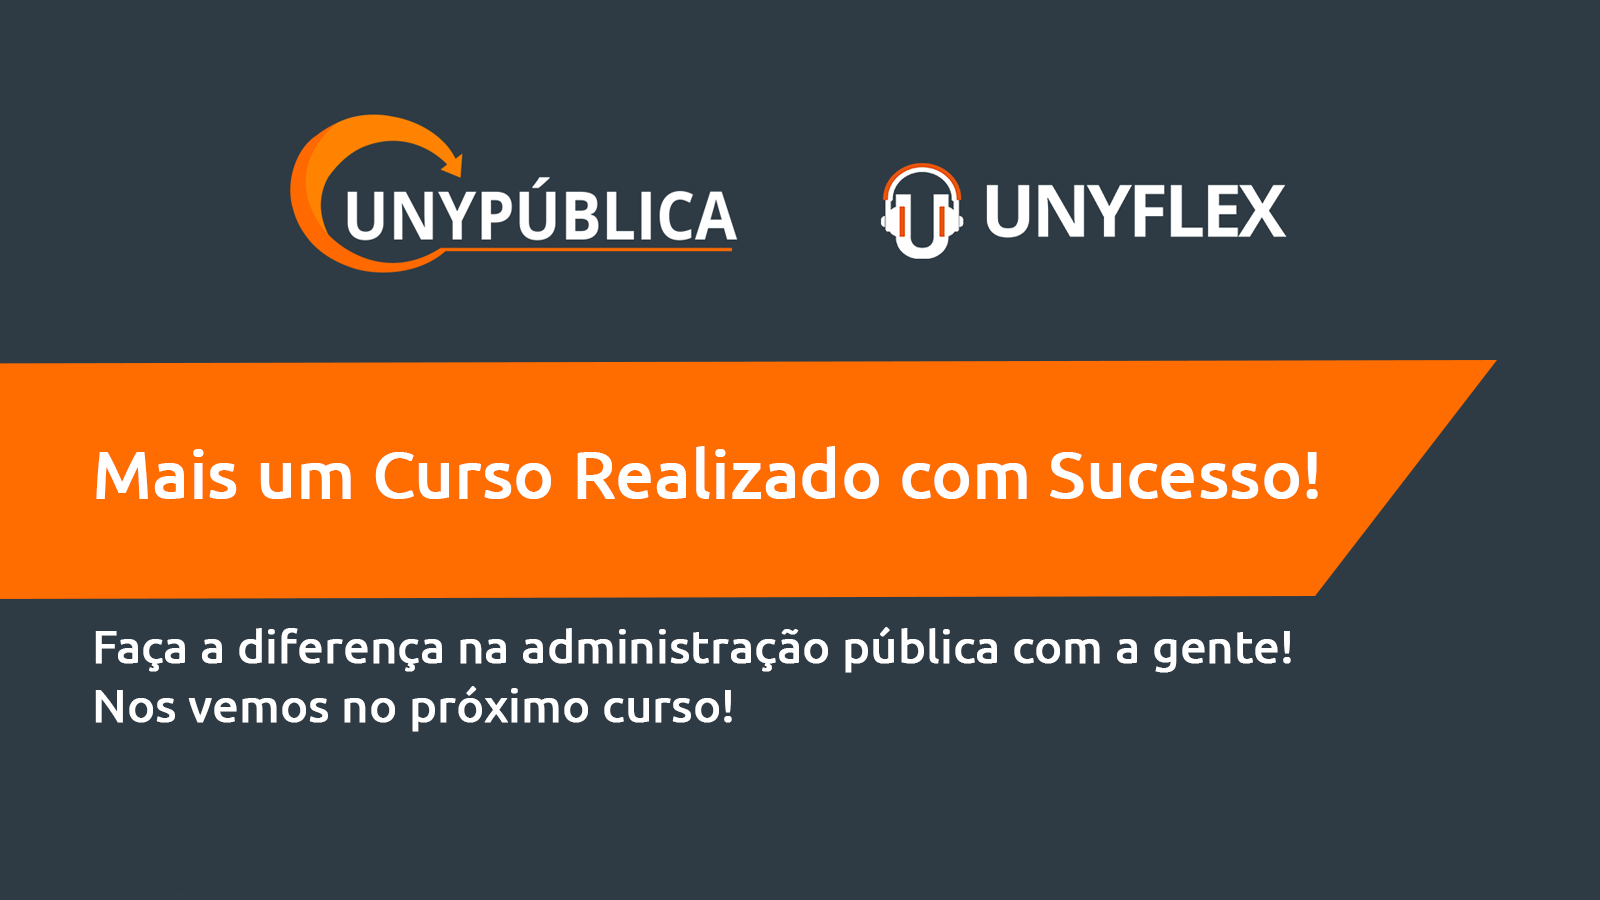 UNYPÚBLICA
UNYFLEX
Mais um Curso Realizado com Sucesso!
Faça a diferença na administração pública com a gente!
Nos vemos no próximo curso!